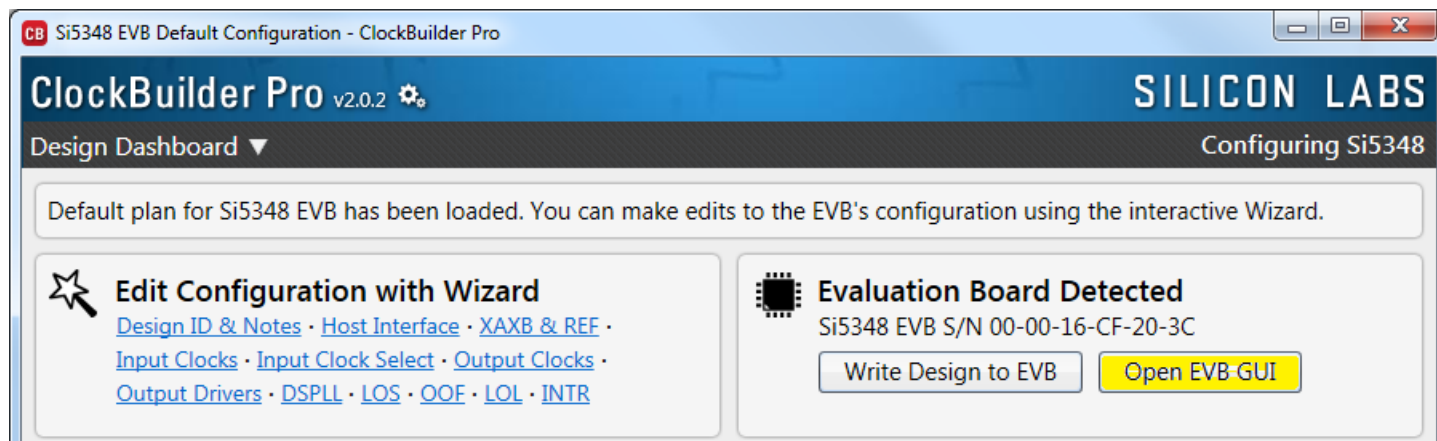 CB Si5348 EVB Default Configuration - ClockBuilder Pro
ClockBuilder Pro v2.0.2
SILICON LABS
Design Dashboard ▼
Configuring Si5348
Default plan for Si5348 EVB has been loaded. You can make edits to the EVB's configuration using the interactive Wizard.
Edit Configuration with Wizard
Design ID & Notes · Host Interface · XAXB & REF ·
Input Clocks · Input Clock Select · Output Clocks ·
Output Drivers · DSPLL · LOS · OOF · LOL · INTR
Evaluation Board Detected
Si5348 EVB S/N 00-00-16-CF-20-3C
Write Design to EVB
Open EVB GUI